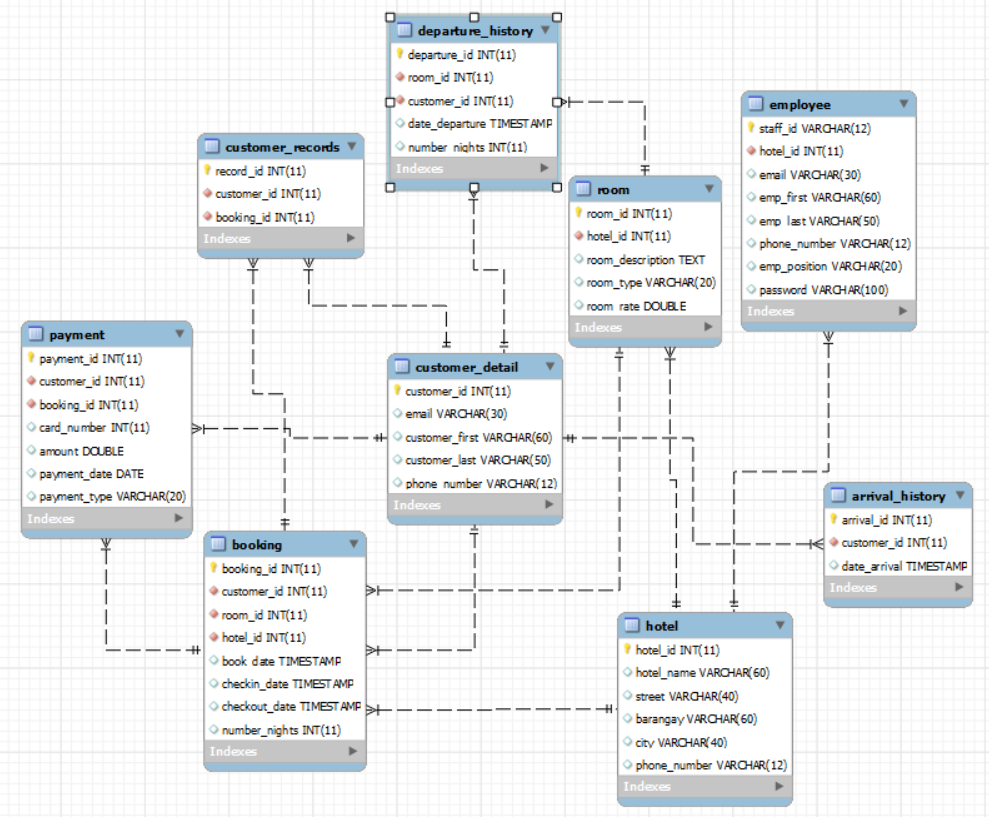 departure_history
departure_id INT(11)
room_id INT(11)
customer_id INT(11)
date_departure TIMESTAMP
number_nights INT(11)
Indexes
employee
staff_id VARCHAR(12)
hotel_id INT(11)
email VARCHAR(30)
emp_first VARCHAR(60)
emp_last VARCHAR(50)
phone_number VARCHAR(12)
emp_position VARCHAR(20)
password VARCHAR(100)
Indexes
customer_records
record_id INT(11)
customer_id INT(11)
booking_id INT(11)
Indexes
room
room_id INT(11)
hotel_id INT(11)
room_description TEXT
room_type VARCHAR(20)
room_rate DOUBLE
Indexes
payment
payment_id INT(11)
customer_id INT(11)
booking_id INT(11)
card_number INT(11)
amount DOUBLE
payment_date DATE
payment_type VARCHAR(20)
Indexes
customer_detail
customer_id INT(11)
email VARCHAR(30)
customer_first VARCHAR(60)
customer_last VARCHAR(50)
phone_number VARCHAR(12)
Indexes
arrival_history
arrival_id INT(11)
customer_id INT(11)
date_arrival TIMESTAMP
Indexes
booking
booking_id INT(11)
customer_id INT(11)
room_id INT(11)
hotel_id INT(11)
book_date TIMESTAMP
checkin_date TIMESTAMP
checkout_date TIMESTAMP
number_nights INT(11)
Indexes
hotel
hotel_id INT(11)
hotel_name VARCHAR(60)
street VARCHAR(40)
barangay VARCHAR(60)
city VARCHAR(40)
phone_number VARCHAR(12)
Indexes